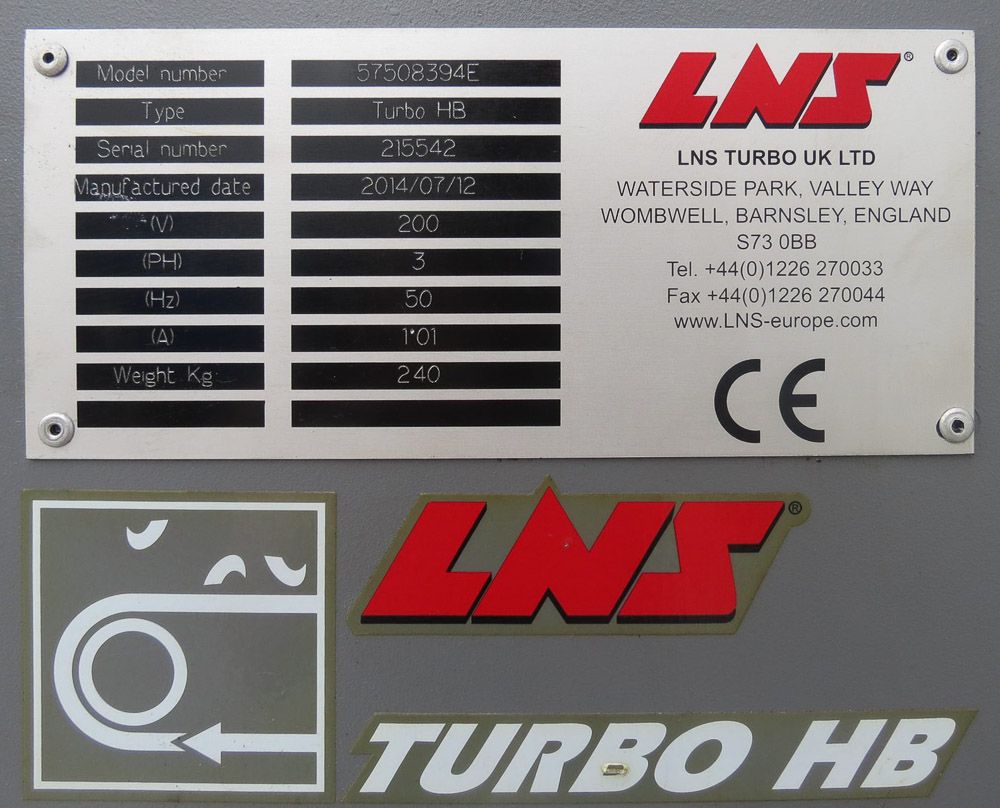 Model number 57508394E
Type Turbo HB
Serial number 215542
Manufactured date 2014/07/12
(V) 200
(PH) 3
(Hz) 50
(A) 1•01
Weight Kg 240
LNS®
LNS TURBO UK LTD
WATERSIDE PARK, VALLEY WAY
WOMBWELL, BARNSLEY, ENGLAND
S73 0BB
Tel. +44(0)1226 270033
Fax +44(0)1226 270044
www.LNS-europe.com
CE
LNS®
TURBO HB